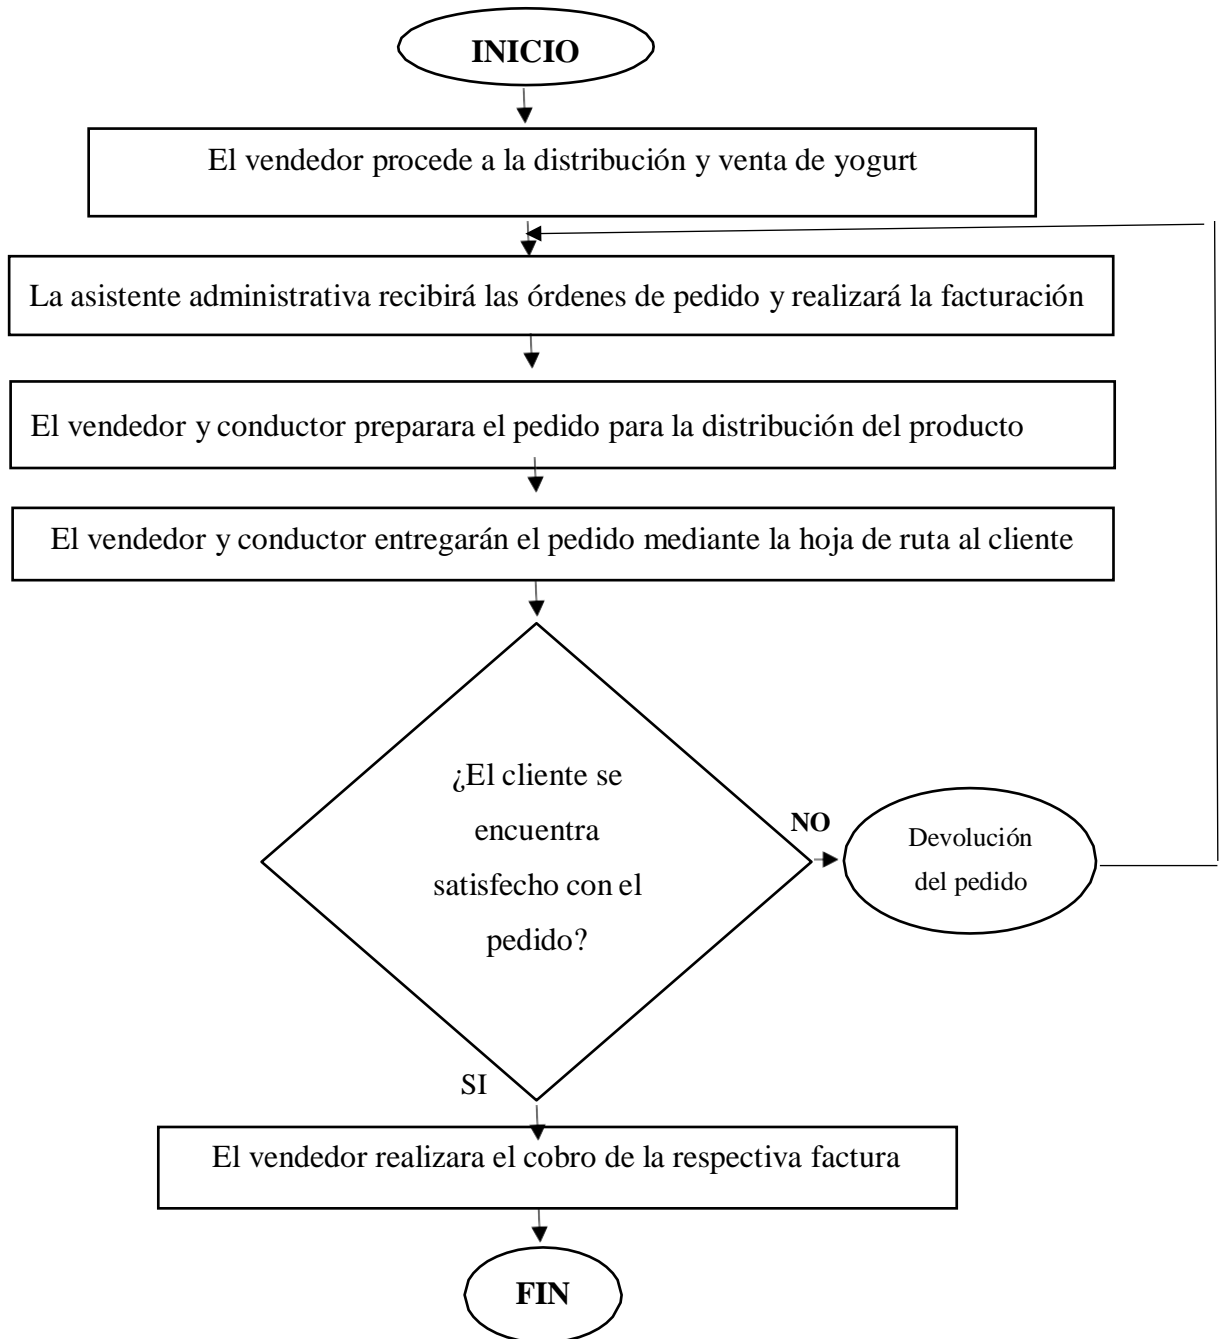 INICIO
El vendedor procede a la distribución y venta de yogurt
La asistente administrativa recibirá las órdenes de pedido y realizará la facturación
El vendedor y conductor preparara el pedido para la distribución del producto
El vendedor y conductor entregarán el pedido mediante la hoja de ruta al cliente
¿El cliente se
encuentra
satisfecho con el
pedido?
NO
Devolución
del pedido
SI
El vendedor realizara el cobro de la respectiva factura
FIN